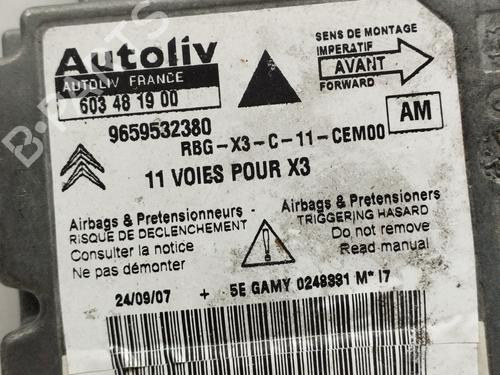 Autoliv
AUTOLIV FRANCE
603 48 19 00
SENS DE MONTAGE
IMPERATIF
AVANT
FORWARD
9659532380
RBG-X3-C-11-CEM00
AM
11 VOIES POUR X3
Airbags & Pretensionneurs
RISQUE DE DECLENCHEMENT
Consulter la notice
Ne pas démonter
Airbags & Pretensioners
TRIGGERING HASARD
Do not remove
Read manual
24/09/07 + 5E GAMY 0248331 M* 17